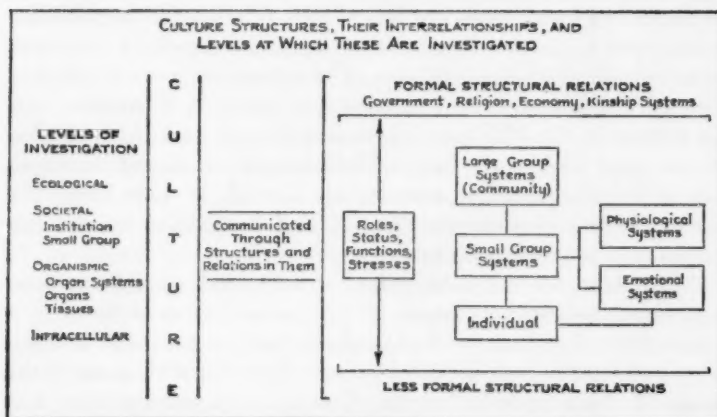 CULTURE STRUCTURES, THEIR INTERRELATIONSHIPS, AND
LEVELS AT WHICH THESE ARE INVESTIGATED
LEVELS OF
INVESTIGATION
ECOLOGICAL
SOCIETAL
Institution
Small Group
ORGANISMIC
Organ Systems
Organs
Tissues
INFRACELLULAR
C
U
L
T
U
R
E
Communicated
Through
Structures and
Relations in Them
FORMAL STRUCTURAL RELATIONS
Government, Religion, Economy, Kinship Systems
Roles,
Status,
Functions,
Stresses
Large Group
Systems
(Community)
Small Group
Systems
Individual
Physiological
Systems
Emotional
Systems
LESS FORMAL STRUCTURAL RELATIONS